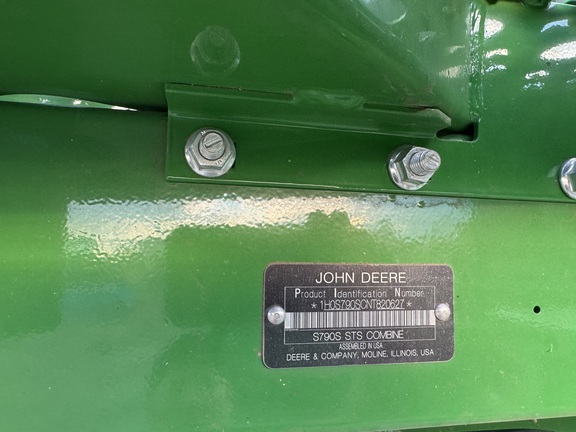 JOHN DEERE
Product Identification Number
*1H0S790SCNT820627*
S790S STS COMBINE
ASSEMBLED IN USA
DEERE & COMPANY, MOLINE, ILLINOIS, USA